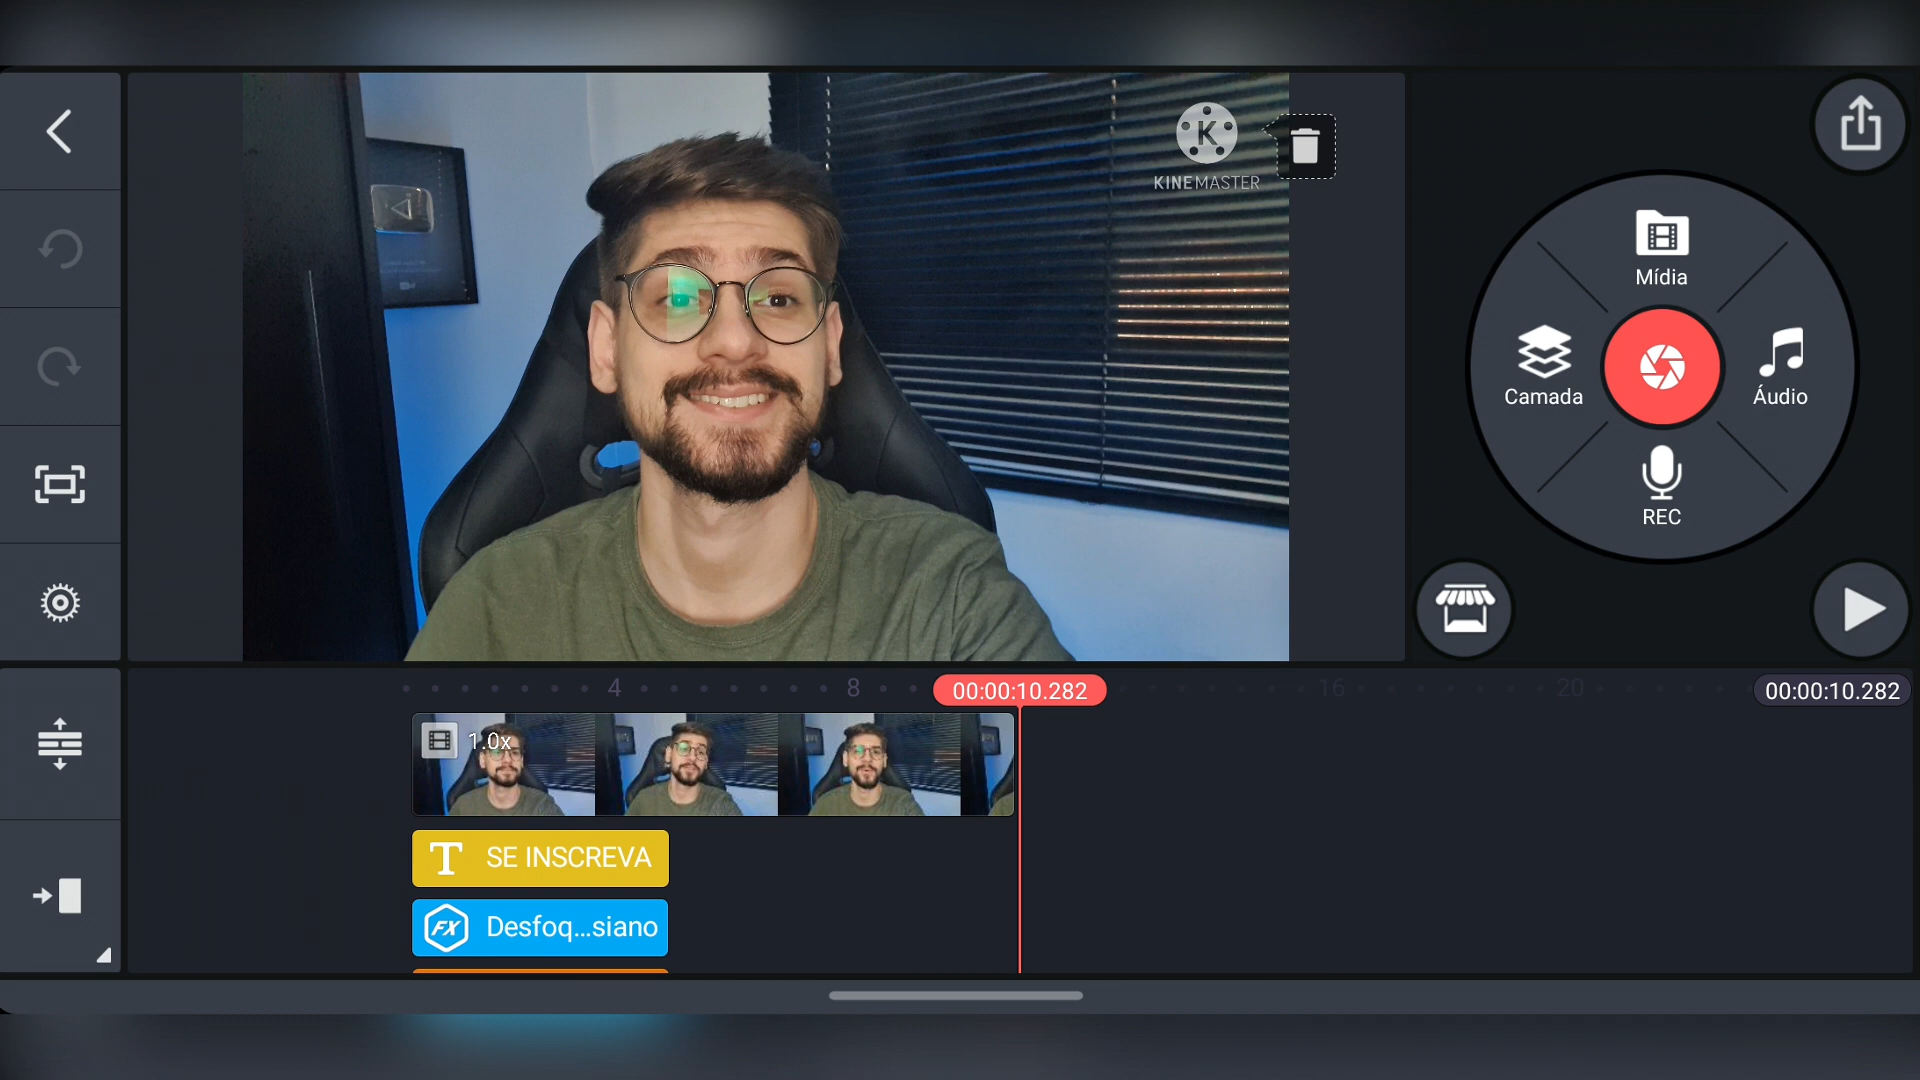 KINEMASTER
Mídia
Camada
Áudio
REC
4
8
00:00:10.282
16
20
00:00:10.282
1.0x
SE INSCREVA
FX
Desfoq...siano